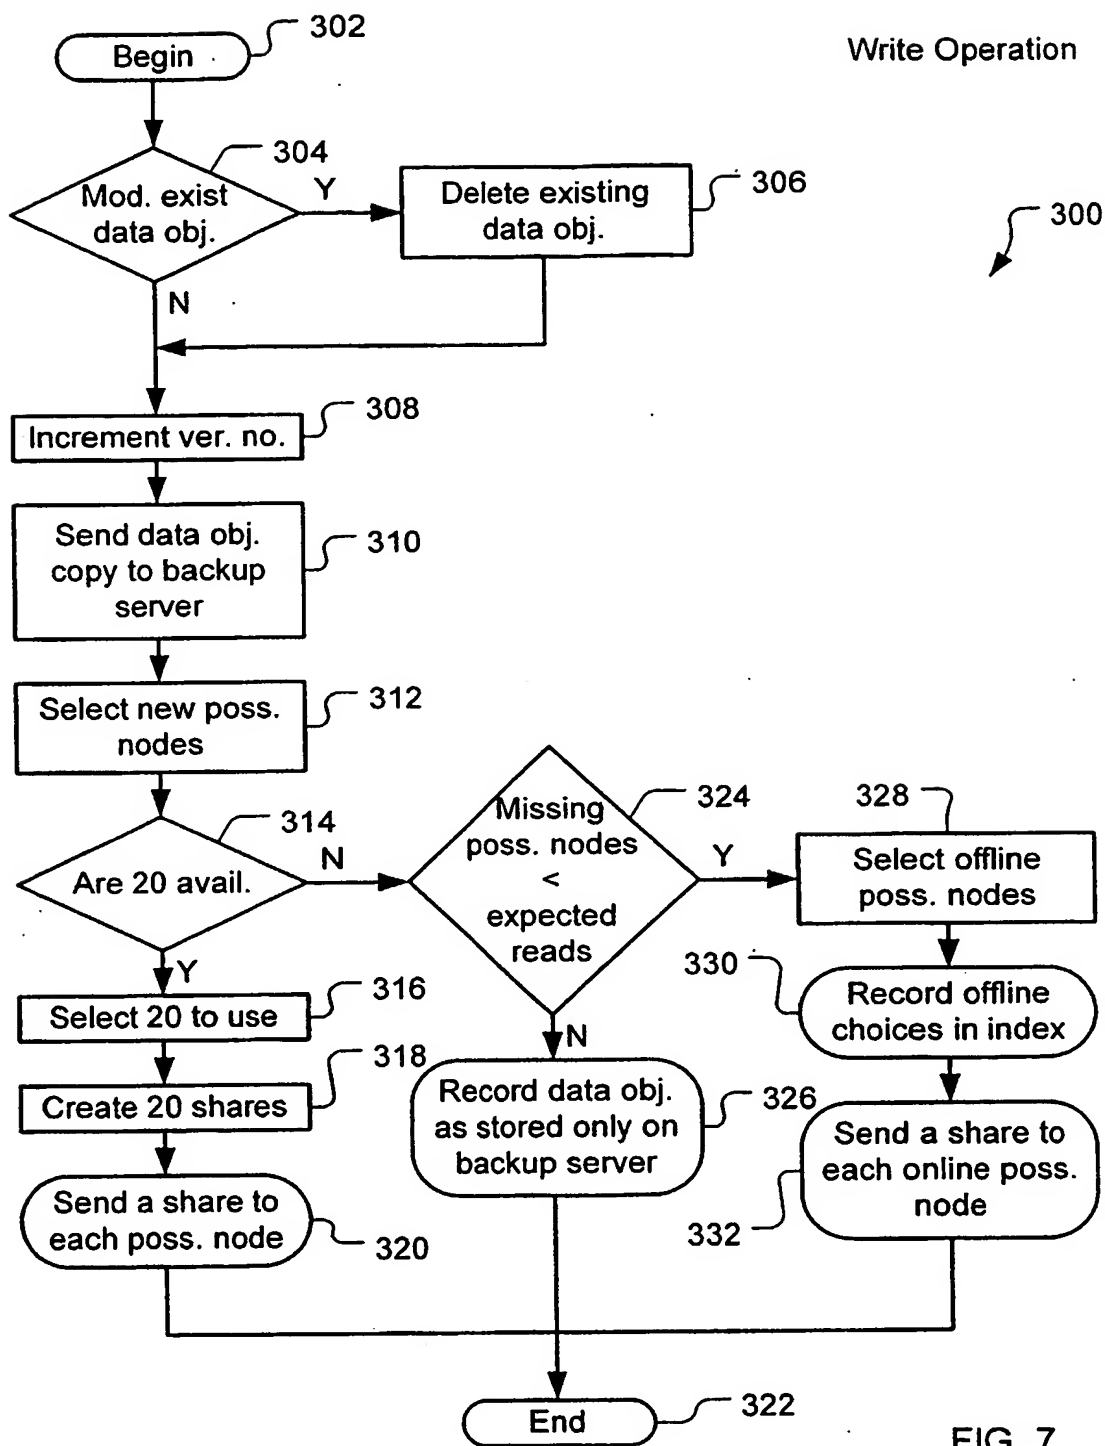 302
Begin
Write Operation
304
Mod. exist
data obj.
Y
Delete existing
data obj.
306
300
N
308
Increment ver. no.
Send data obj.
copy to backup
server
310
Select new poss.
nodes
312
314
Are 20 avail.
N
Missing
poss. nodes
<
expected
reads
324
Y
328
Select offline
poss. nodes
330
Record offline
choices in index
Y
Select 20 to use
316
318
Create 20 shares
N
Record data obj.
as stored only on
backup server
326
Send a share to
each online poss.
node
332
Send a share to
each poss. node
320
End
322
FIG. 7